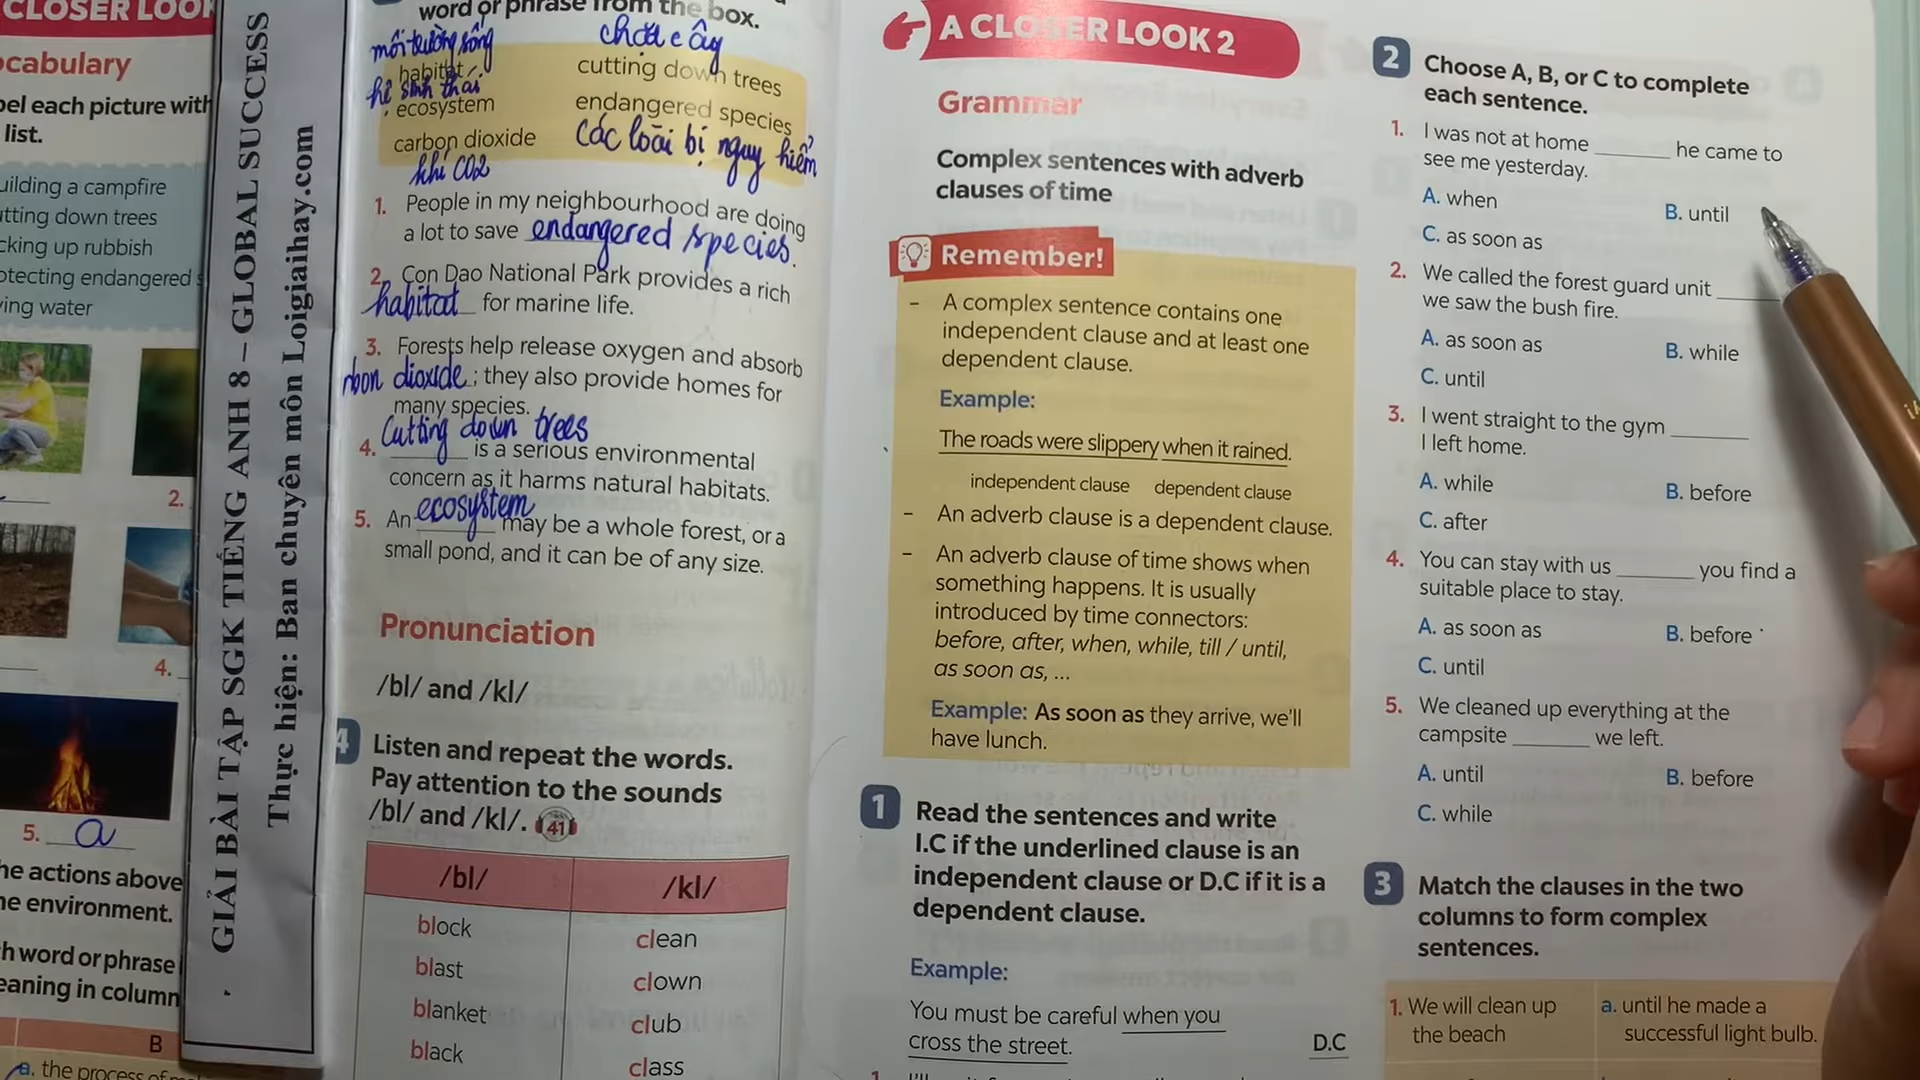 CLOSER LOOK
Vocabulary
pel each picture with
list.
uilding a campfire
utting down trees
cking up rubbish
otecting endangered s
ving water
2.
4.
5. a
he actions above
he environment.
h word or phrase
eaning in column
B
a. the process of
GIẢI BÀI TẬP SGK TIẾNG ANH 8 – GLOBAL SUCCESS
Thực hiện: Ban chuyên môn Loigiaihay.com
word or phrase from the box.
môi trường sống
habitat
cutting down trees
hệ sinh thái
ecosystem
endangered species
carbon dioxide
các loài bị nguy hiểm
khí CO2
1. People in my neighbourhood are doing
a lot to save endangered species.
2. Con Dao National Park provides a rich
habitat for marine life.
3. Forests help release oxygen and absorb
rbon dioxide; they also provide homes for
many species.
4. Cutting down trees is a serious environmental
concern as it harms natural habitats.
5. An ecosystem may be a whole forest, or a
small pond, and it can be of any size.
Pronunciation
/bl/ and /kl/
4 Listen and repeat the words.
Pay attention to the sounds
/bl/ and /kl/. 41
/bl/ /kl/
block clean
blast clown
blanket club
black class
A CLOSER LOOK 2
Grammar
Complex sentences with adverb
clauses of time
Remember!
– A complex sentence contains one
independent clause and at least one
dependent clause.
Example:
The roads were slippery when it rained.
independent clause dependent clause
– An adverb clause is a dependent clause.
– An adverb clause of time shows when
something happens. It is usually
introduced by time connectors:
before, after, when, while, till / until,
as soon as, ...
Example: As soon as they arrive, we'll
have lunch.
1 Read the sentences and write
I.C if the underlined clause is an
independent clause or D.C if it is a
dependent clause.
Example:
You must be careful when you
cross the street. D.C
2 Choose A, B, or C to complete
each sentence.
1. I was not at home ______ he came to
see me yesterday.
A. when B. until
C. as soon as
2. We called the forest guard unit ______
we saw the bush fire.
A. as soon as B. while
C. until
3. I went straight to the gym ______
I left home.
A. while B. before
C. after
4. You can stay with us ______ you find a
suitable place to stay.
A. as soon as B. before
C. until
5. We cleaned up everything at the
campsite ______ we left.
A. until B. before
C. while
3 Match the clauses in the two
columns to form complex
sentences.
1. We will clean up a. until he made a
the beach successful light bulb.